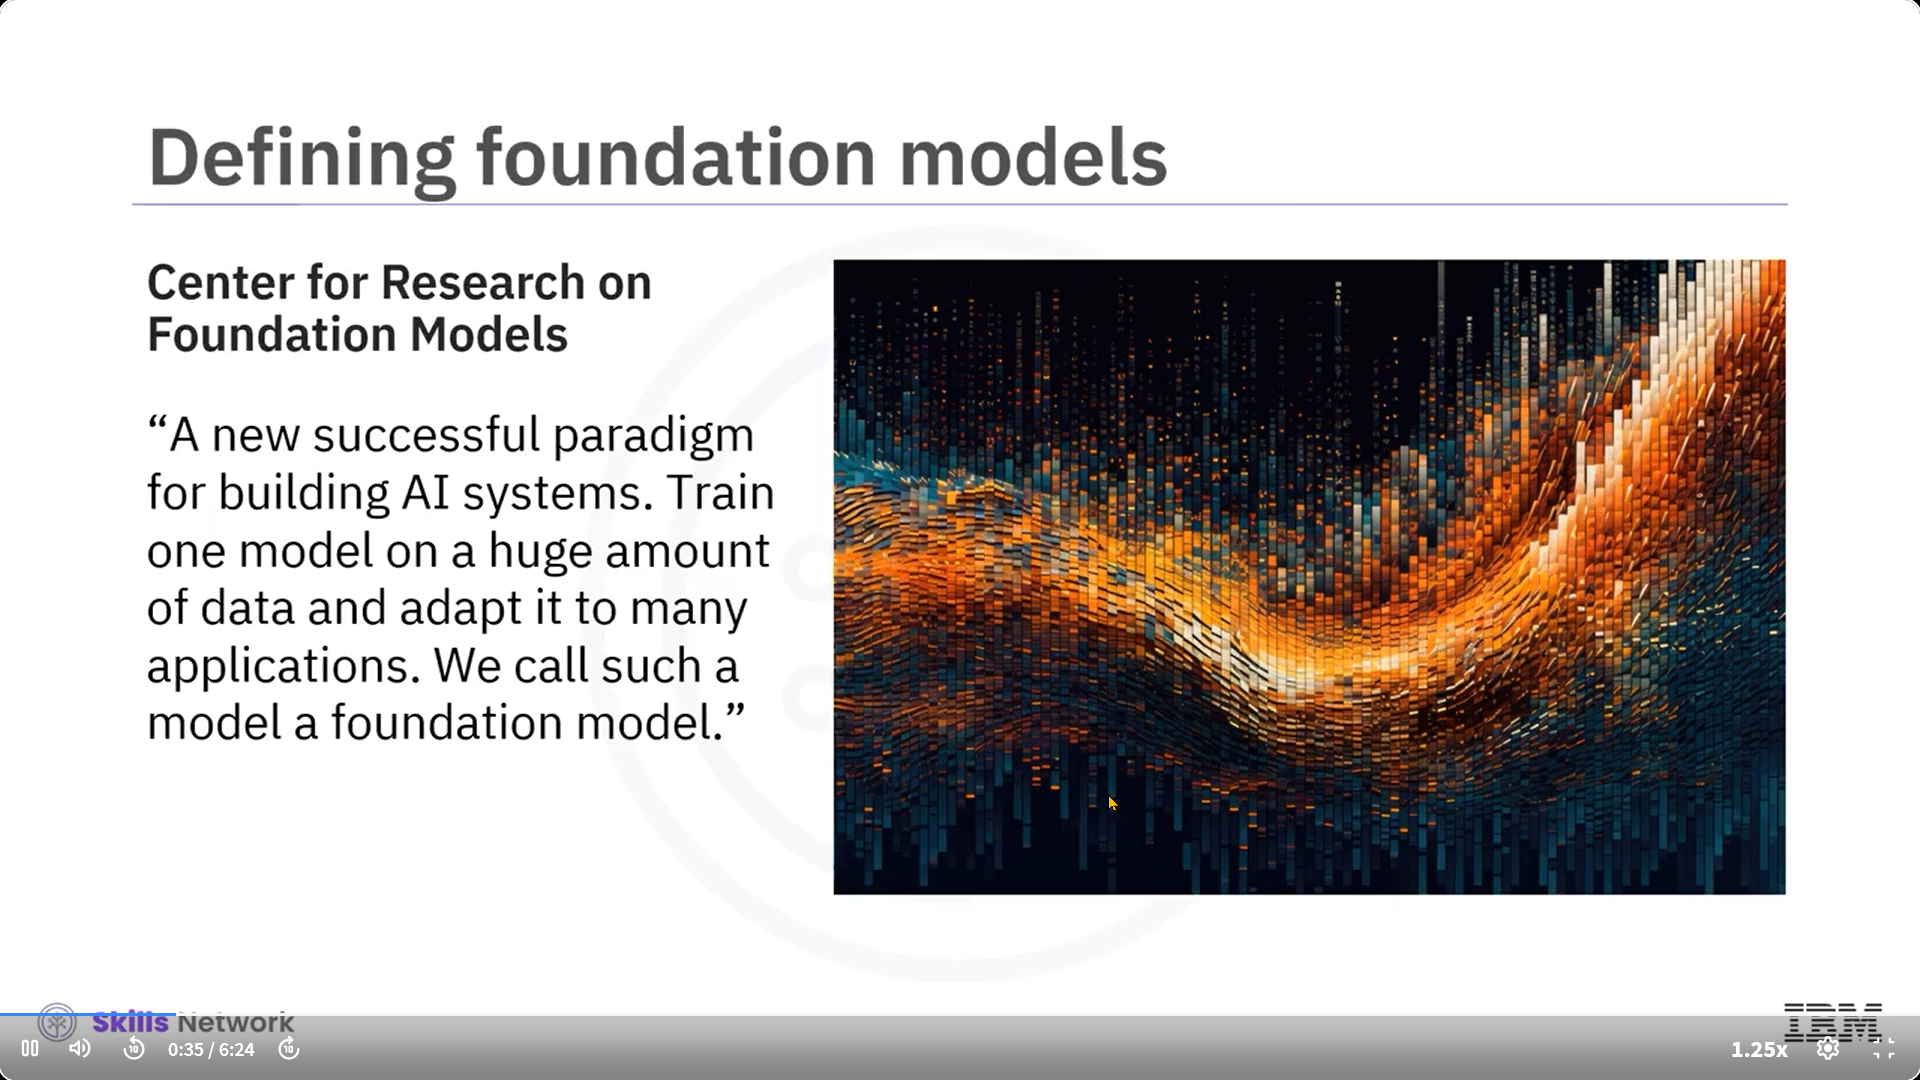 Defining foundation models
Center for Research on
Foundation Models
“A new successful paradigm
for building AI systems. Train
one model on a huge amount
of data and adapt it to many
applications. We call such a
model a foundation model.”
Skills Network
IBM
10
0:35 / 6:24
10
1.25x